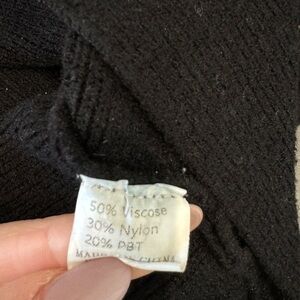 50% Viscose
30% Nylon
20% PBT
MADE IN CHINA